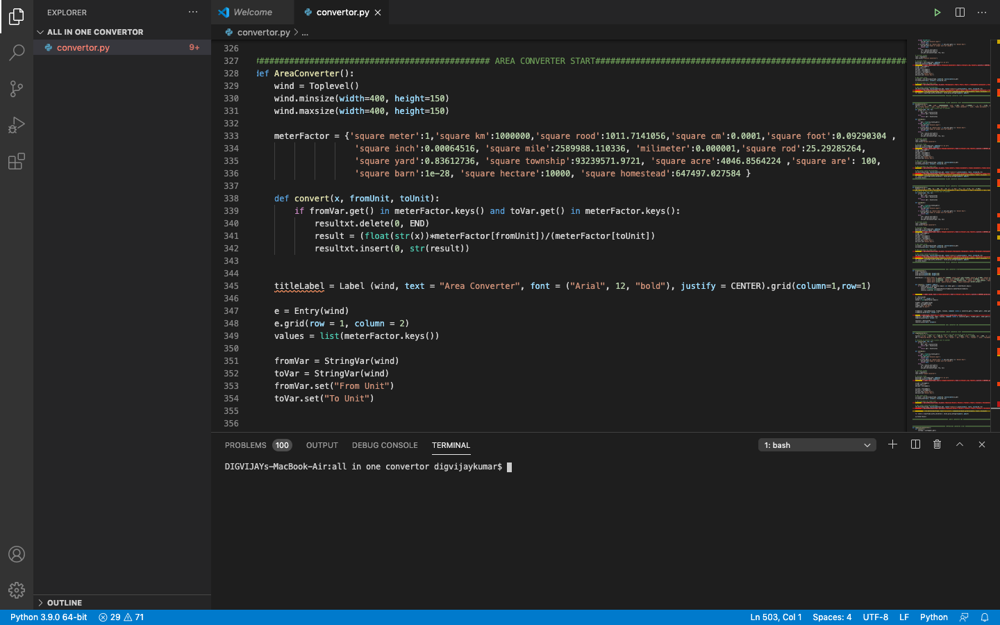 EXPLORER
ALL IN ONE CONVERTOR
convertor.py 9+
OUTLINE
Welcome
convertor.py
convertor.py > ...
326
327 ############################################## AREA CONVERTER START##############################################################
328 def AreaConverter():
329 wind = Toplevel()
330 wind.minsize(width=400, height=150)
331 wind.maxsize(width=400, height=150)
332
333 meterFactor = {'square meter':1,'square km':1000000,'square rood':1011.7141056,'square cm':0.0001,'square foot':0.09290304 ,
334 'square inch':0.00064516, 'square mile':2589988.110336, 'milimeter':0.000001,'square rod':25.29285264,
335 'square yard':0.83612736, 'square township':93239571.9721, 'square acre':4046.8564224 ,'square are': 100,
336 'square barn':1e-28, 'square hectare':10000, 'square homestead':647497.027584 }
337
338 def convert(x, fromUnit, toUnit):
339 if fromVar.get() in meterFactor.keys() and toVar.get() in meterFactor.keys():
340 resultxt.delete(0, END)
341 result = (float(str(x))*meterFactor[fromUnit])/(meterFactor[toUnit])
342 resultxt.insert(0, str(result))
343
344
345 titleLabel = Label (wind, text = "Area Converter", font = ("Arial", 12, "bold"), justify = CENTER).grid(column=1,row=1)
346
347 e = Entry(wind)
348 e.grid(row = 1, column = 2)
349 values = list(meterFactor.keys())
350
351 fromVar = StringVar(wind)
352 toVar = StringVar(wind)
353 fromVar.set("From Unit")
354 toVar.set("To Unit")
355
356
PROBLEMS 100 OUTPUT DEBUG CONSOLE TERMINAL 1: bash
DIGVIJAYs-MacBook-Air:all in one convertor digvijaykumar$
Python 3.9.0 64-bit 29 71 Ln 503, Col 1 Spaces: 4 UTF-8 LF Python